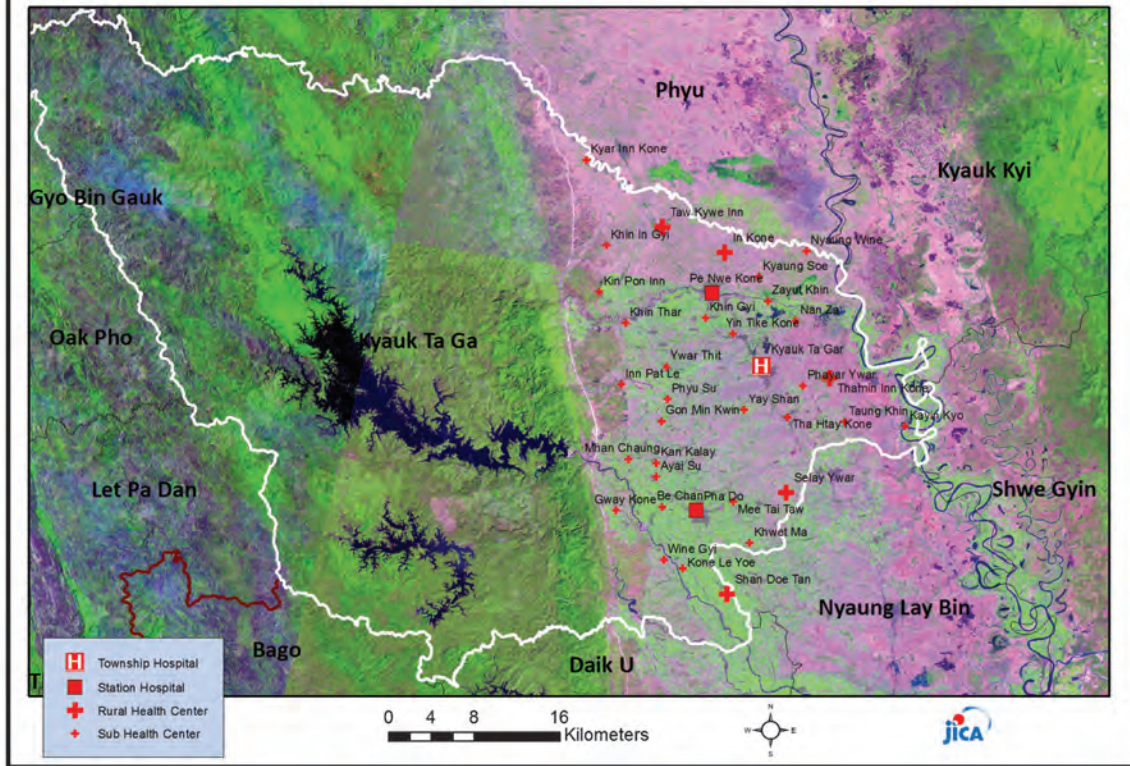 Phyu
Kyauk Kyi
Kyar Inn Kone
Gyo Bin Gauk
Taw Kywe Inn
Khin In Gyi
In Kone
Nyaung Wine
Kyaung Soe
Pe Nwe Kone
Kin Pon Inn
Zayut Khin
Khin Gyi
Nan Za
Khin Thar
Yin Tike Kone
Oak Pho
Kyauk Ta Ga
Kyauk Ta Gar
H
Ywar Thit
Inn Pat Le
Phayar Ywar
Thamin Inn Kone
Phyu Su
Yay Shan
Gon Min Kwin
Tha Htay Kone
Taung Khin
Kayin Kyo
Mhan Chaung
Kan Kalay
Ayai Su
Let Pa Dan
Selay Ywar
Shwe Gyin
Gway Kone
Be Chan
Pha Do
Mee Tai Taw
Khwet Ma
Wine Gyi
Kone Le Yoe
Shan Doe Tan
Nyaung Lay Bin
Bago
Daik U
T
H Township Hospital
Station Hospital
Rural Health Center
Sub Health Center
0 4 8 16
Kilometers
N
W E
S
jICA